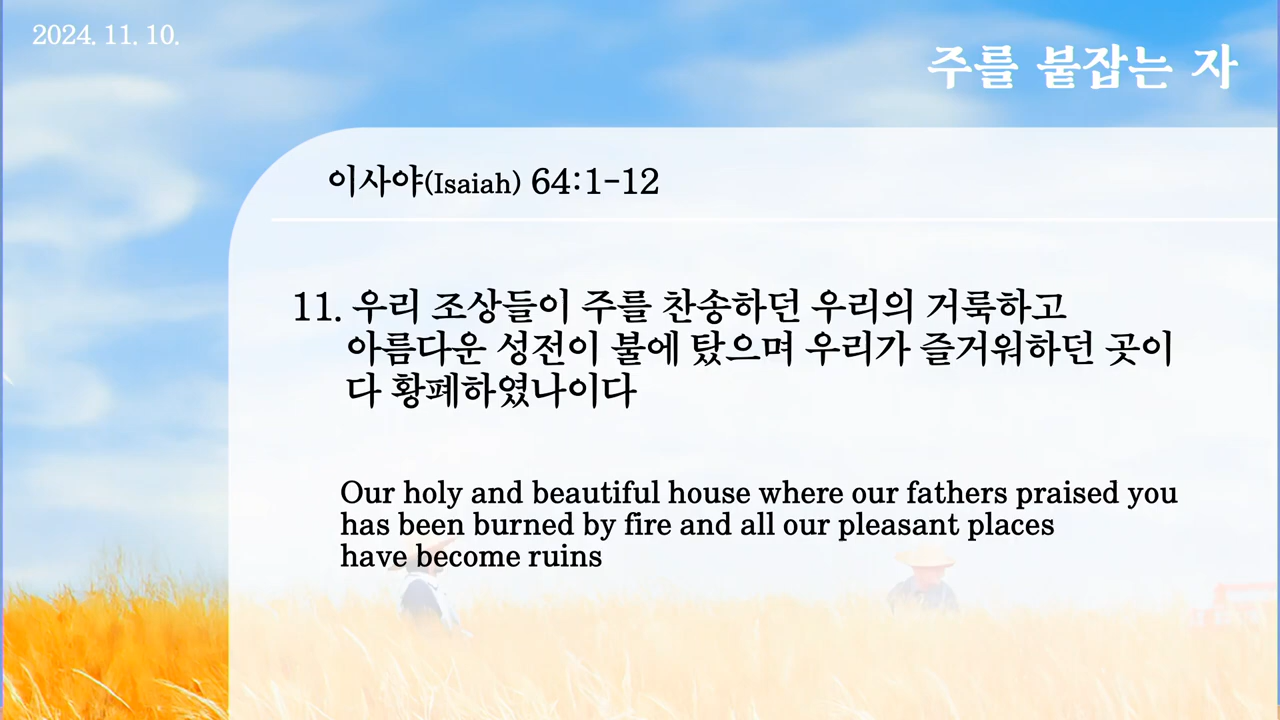 2024. 11. 10.
주를 붙잡는 자
이사야(Isaiah) 64:1-12
11. 우리 조상들이 주를 찬송하던 우리의 거룩하고
아름다운 성전이 불에 탔으며 우리가 즐거워하던 곳이
다 황폐하였나이다
Our holy and beautiful house where our fathers praised you
has been burned by fire and all our pleasant places
have become ruins